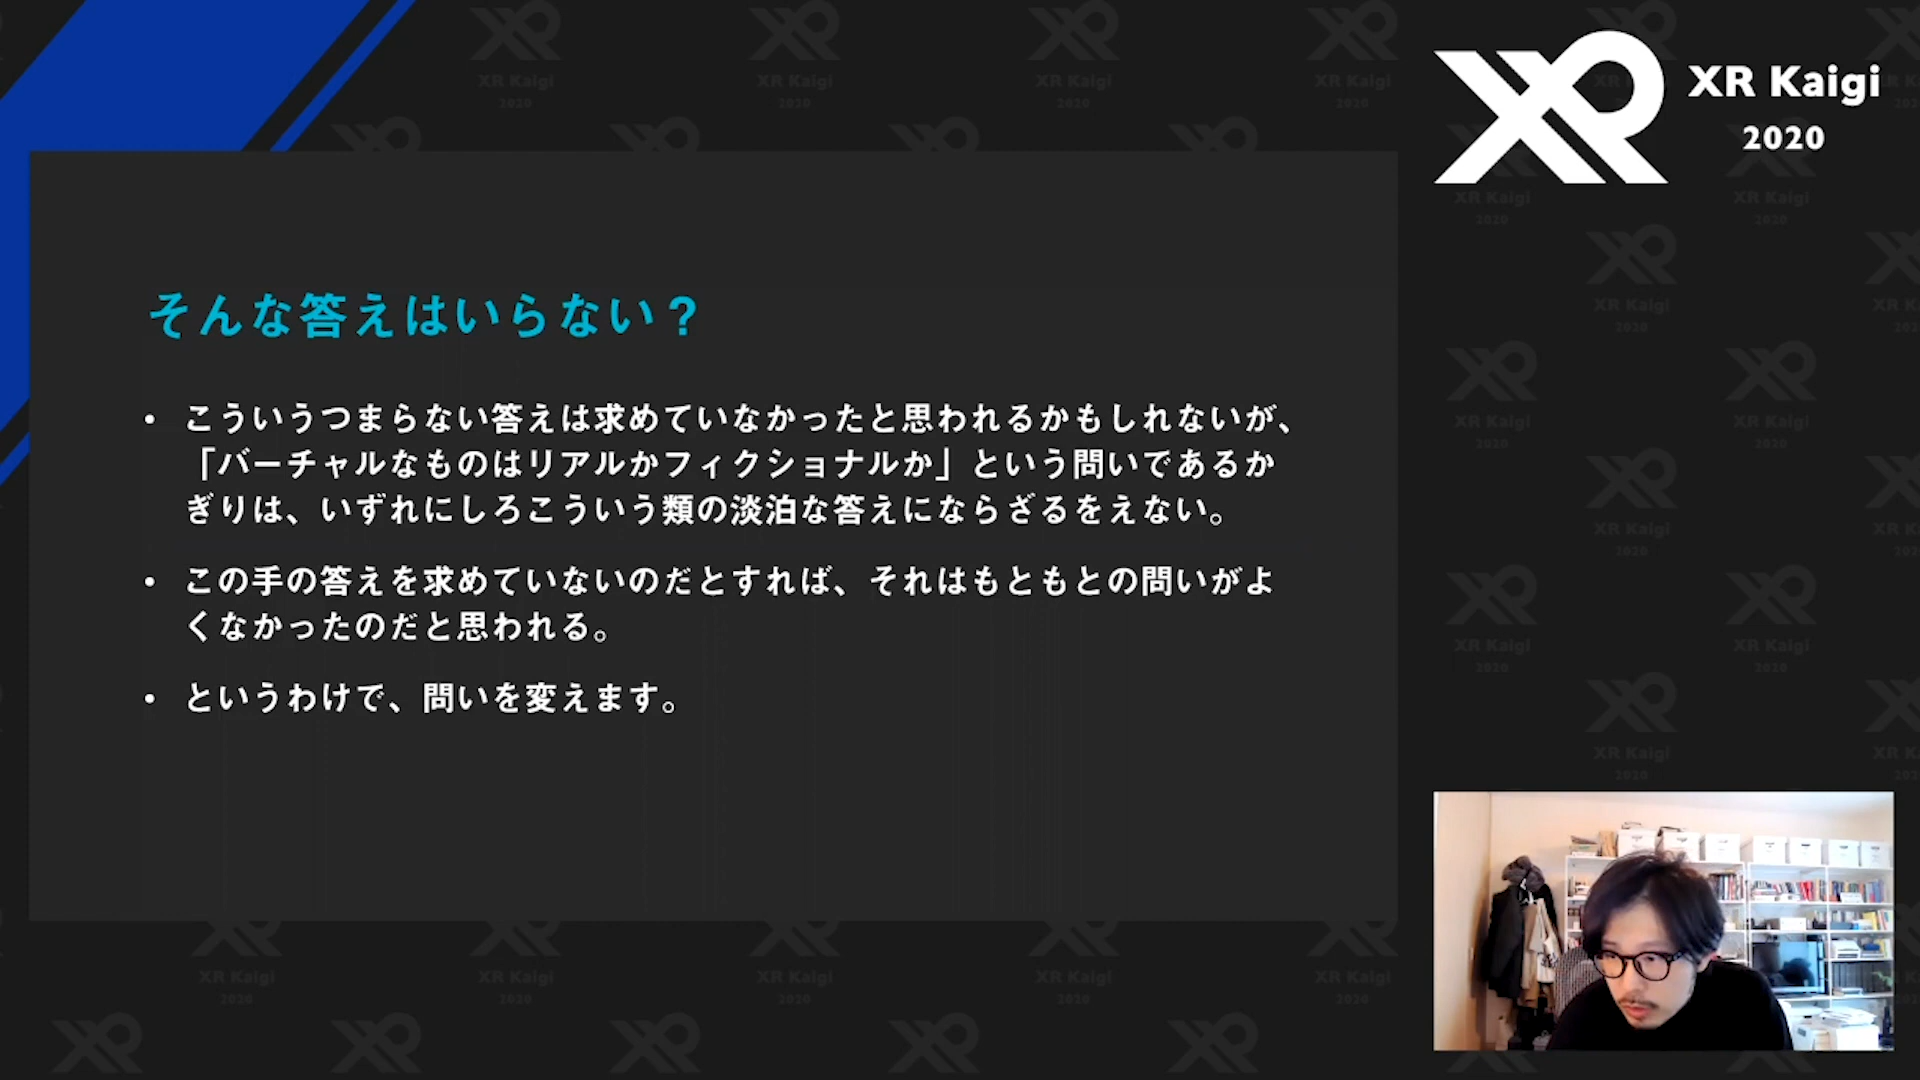 XR Kaigi
2020
そんな答えはいらない？
• こういうつまらない答えは求めていなかったと思われるかもしれないが、
「バーチャルなものはリアルかフィクショナルか」という問いであるか
ぎりは、いずれにしろこういう類の淡泊な答えにならざるをえない。
• この手の答えを求めていないのだとすれば、それはもともとの問いがよ
くなかったのだと思われる。
• というわけで、問いを変えます。